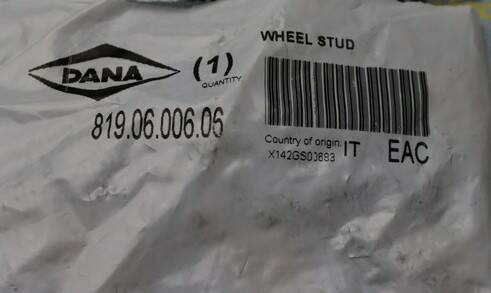 DANA
(1)
QUANTITY
819.06.006.06
WHEEL STUD
Country of origin: IT
X142GS00883
EAC